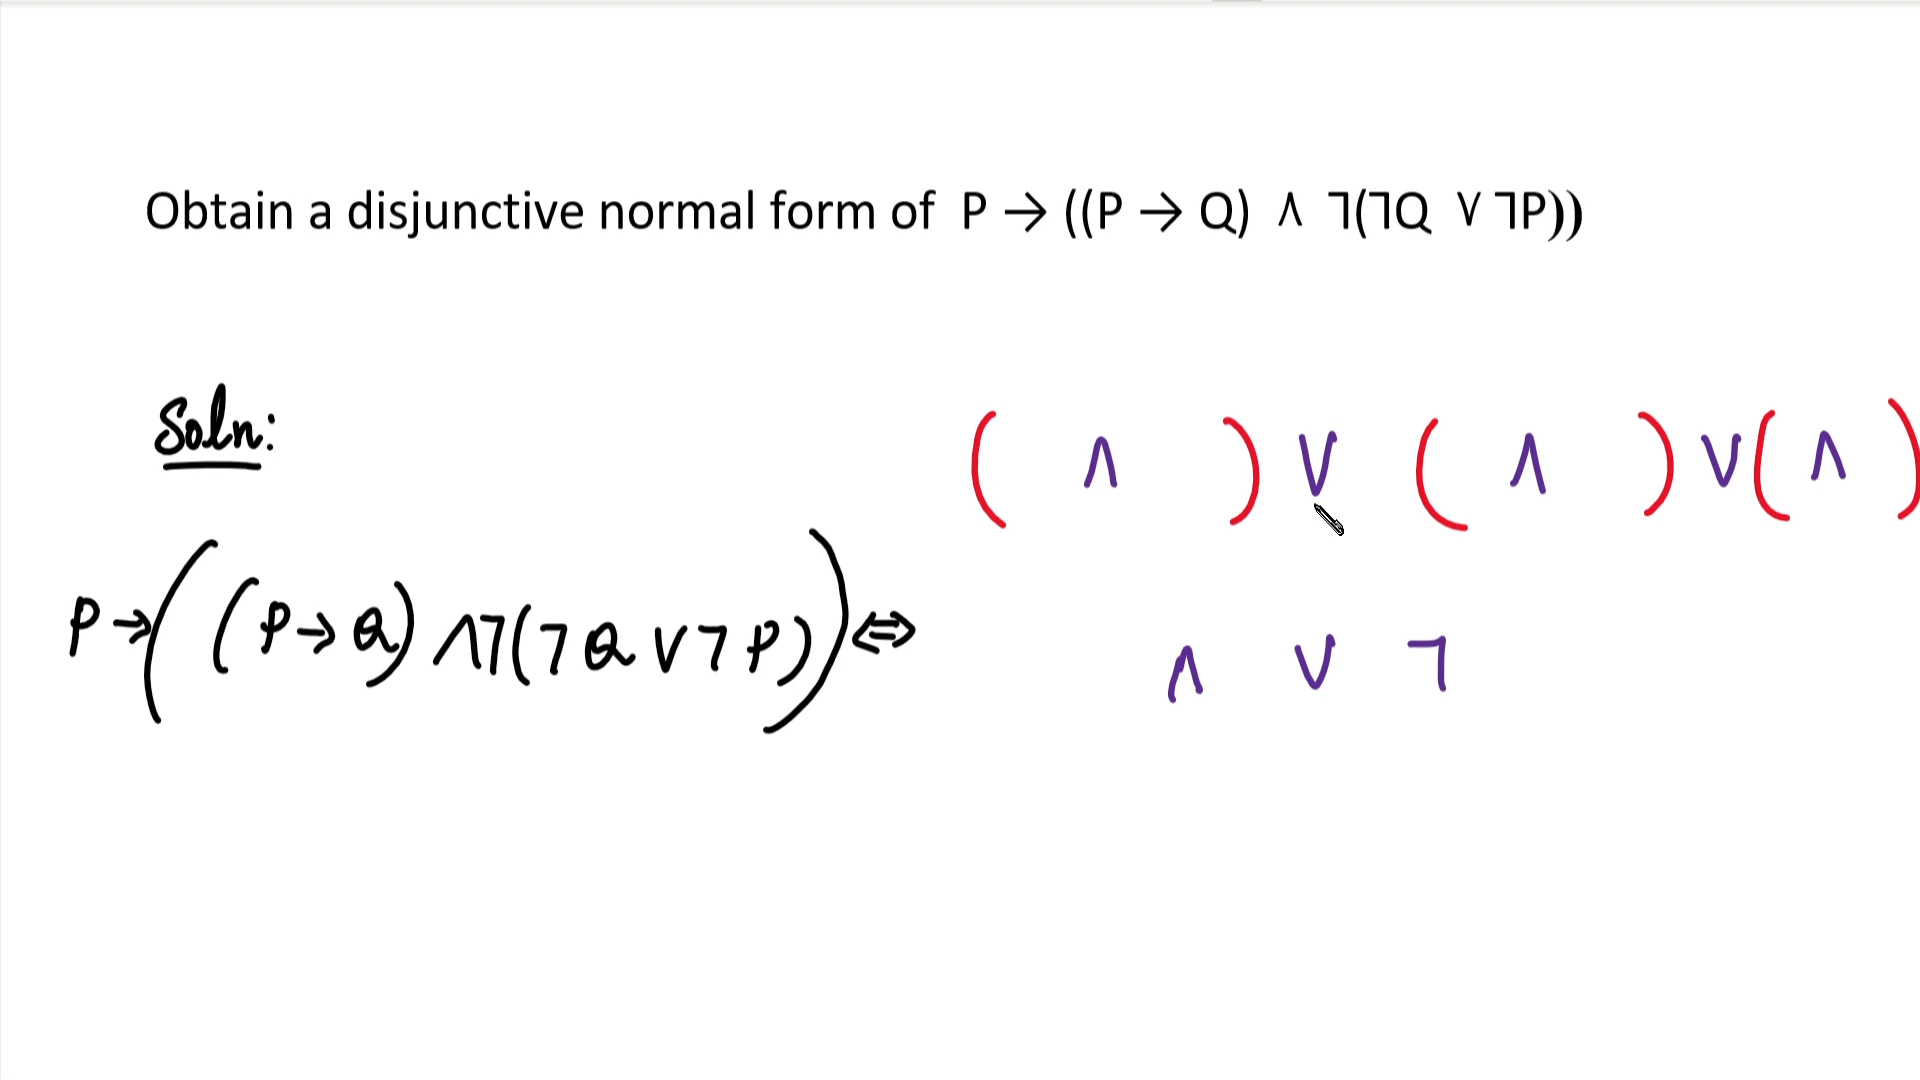 Obtain a disjunctive normal form of P → ((P → Q) ∧ ⅂(⅂Q ∨ ⅂P))
Soln:
( ∧ ) ∨ ( ∧ ) ∨ ( ∧ )
P → ( (P → Q) ∧ ⅂(⅂Q ∨ ⅂P) ) ⇔
∧ ∨ ⅂